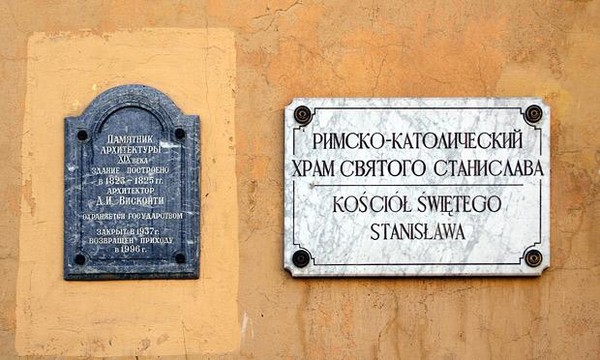 Памятник
архитектуры
XIX века
здание построено
в 1823 – 1825 гг.
архитектор
Д.И. Висконти
охраняется государством
закрыт в 1937 г.
возвращен приходу
в 1996 г.
РИМСКО-КАТОЛИЧЕСКИЙ
ХРАМ СВЯТОГО СТАНИСЛАВА
KOŚCIÓŁ ŚWIĘTEGO
STANISŁAWA